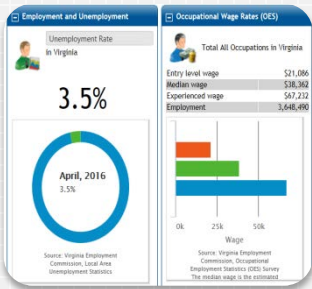 Employment and Unemployment
Unemployment Rate
in Virginia
3.5%
April, 2016
3.5%
Source: Virginia Employment
Commission, Local Area
Unemployment Statistics
Occupational Wage Rates (OES)
Total All Occupations in Virginia
Entry level wage $21,086
Median wage $38,362
Experienced wage $67,232
Employment 3,648,490
0k 25k 50k
Wage
Source: Virginia Employment
Commission, Occupational
Employment Statistics (OES) Survey
The median wage is the estimated